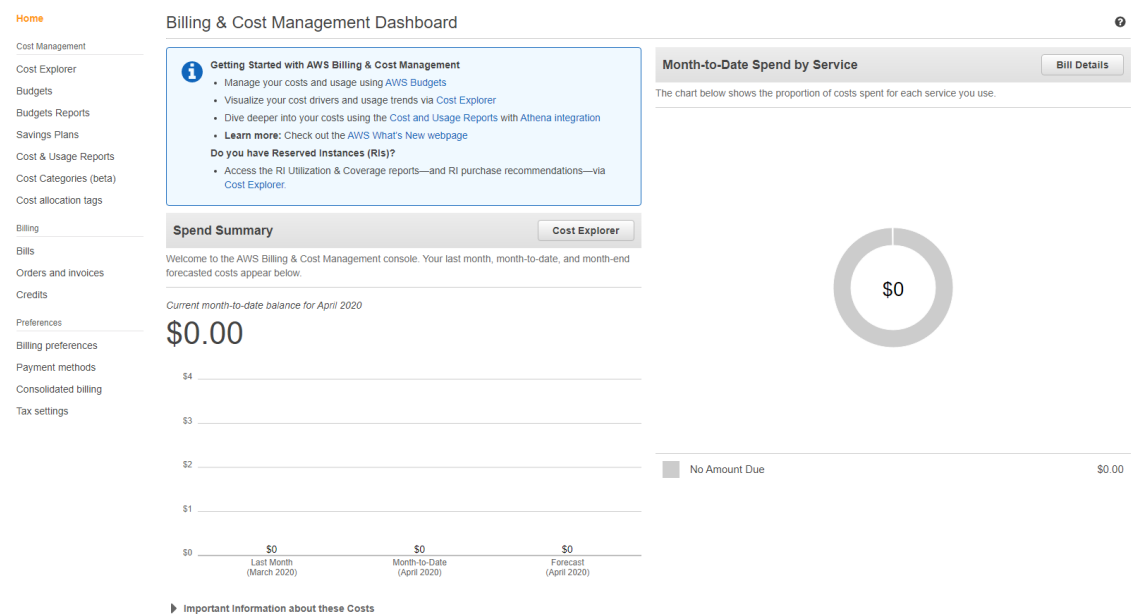 Home
Cost Management
Cost Explorer
Budgets
Budgets Reports
Savings Plans
Cost & Usage Reports
Cost Categories (beta)
Cost allocation tags
Billing
Bills
Orders and invoices
Credits
Preferences
Billing preferences
Payment methods
Consolidated billing
Tax settings
Billing & Cost Management Dashboard
Getting Started with AWS Billing & Cost Management
• Manage your costs and usage using AWS Budgets
• Visualize your cost drivers and usage trends via Cost Explorer
• Dive deeper into your costs using the Cost and Usage Reports with Athena integration
• Learn more: Check out the AWS What's New webpage
Do you have Reserved Instances (RIs)?
• Access the RI Utilization & Coverage reports—and RI purchase recommendations—via
Cost Explorer.
Spend Summary
Cost Explorer
Welcome to the AWS Billing & Cost Management console. Your last month, month-to-date, and month-end
forecasted costs appear below.
Current month-to-date balance for April 2020
$0.00
$4
$3
$2
$1
$0
$0
$0
$0
Last Month
(March 2020)
Month-to-Date
(April 2020)
Forecast
(April 2020)
Important Information about these Costs
Month-to-Date Spend by Service
Bill Details
The chart below shows the proportion of costs spent for each service you use.
$0
No Amount Due
$0.00